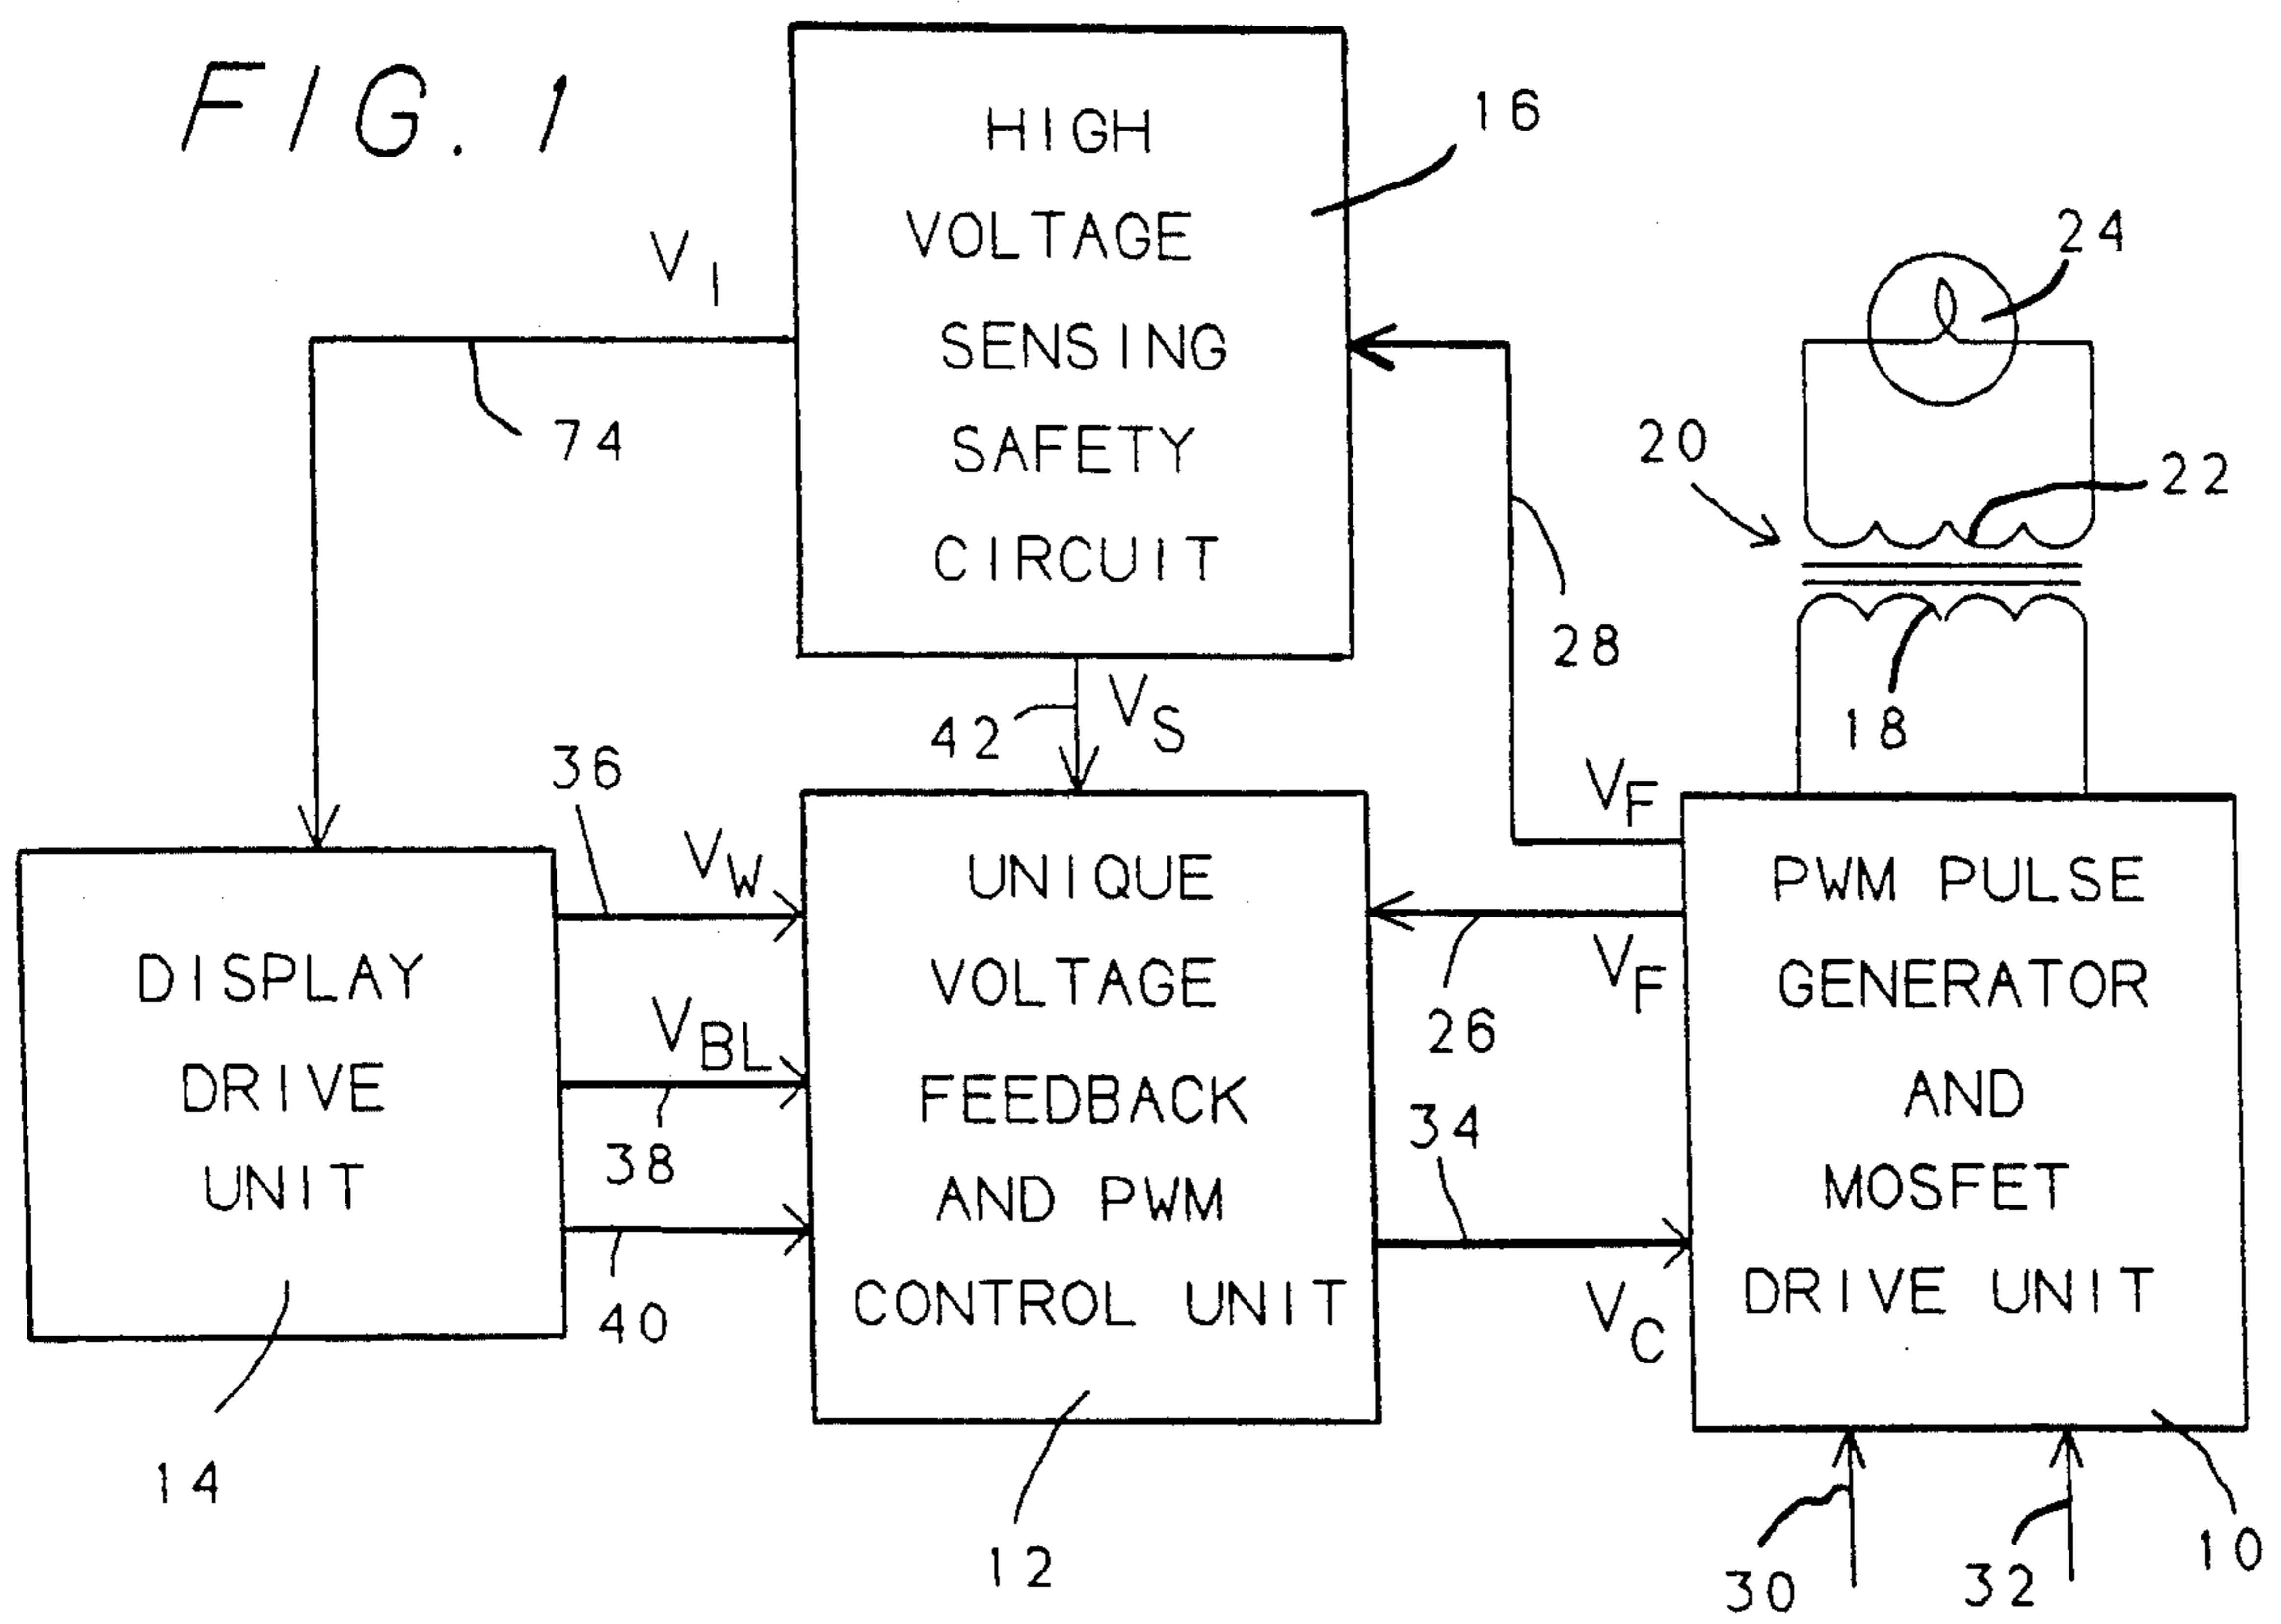 FIG. 1
HIGH
VOLTAGE
SENSING
SAFETY
CIRCUIT
16
V1
74
24
20
22
28
18
42
VS
36
VW
VF
DISPLAY
DRIVE
UNIT
VBL
38
40
14
UNIQUE
VOLTAGE
FEEDBACK
AND PWM
CONTROL UNIT
12
VF
26
34
VC
PWM PULSE
GENERATOR
AND
MOSFET
DRIVE UNIT
10
30
32